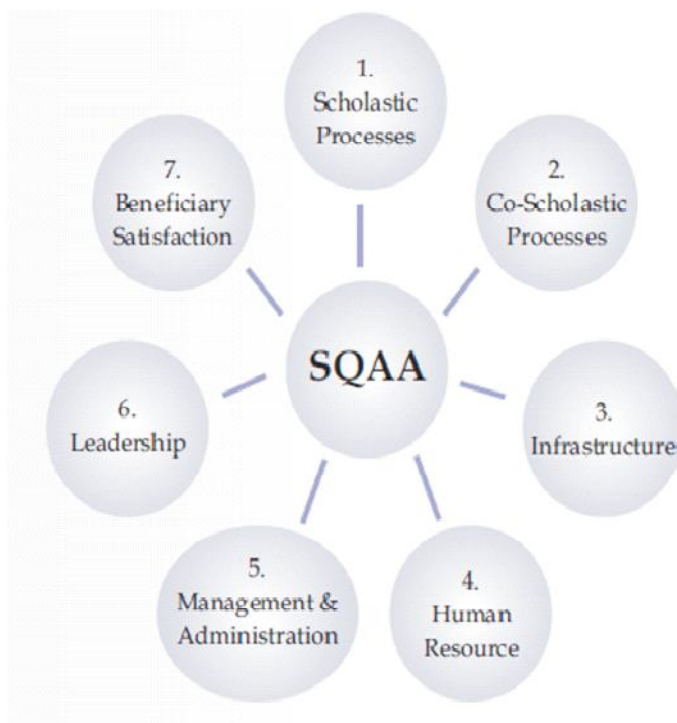 1.
Scholastic
Processes
2.
Co-Scholastic
Processes
3.
Infrastructure
4.
Human
Resource
5.
Management &
Administration
6.
Leadership
7.
Beneficiary
Satisfaction
SQAA